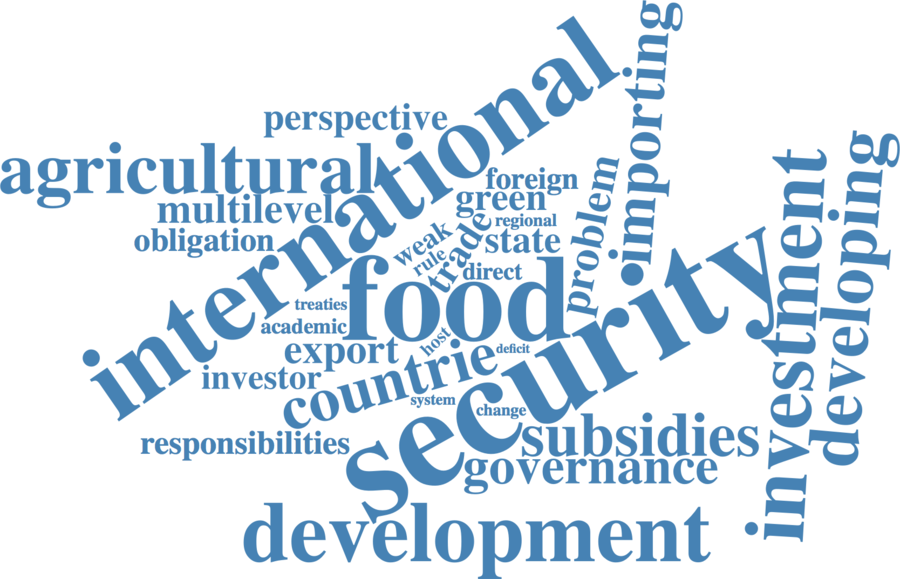 importing
international
perspective
agricultural
foreign
green
multilevel
regional
problem
obligation
weak
trade
state
rule
direct
investment
developing
food
security
treaties
academic
host
export
deficit
countrie
investor
system
change
responsibilities
subsidies
governance
development